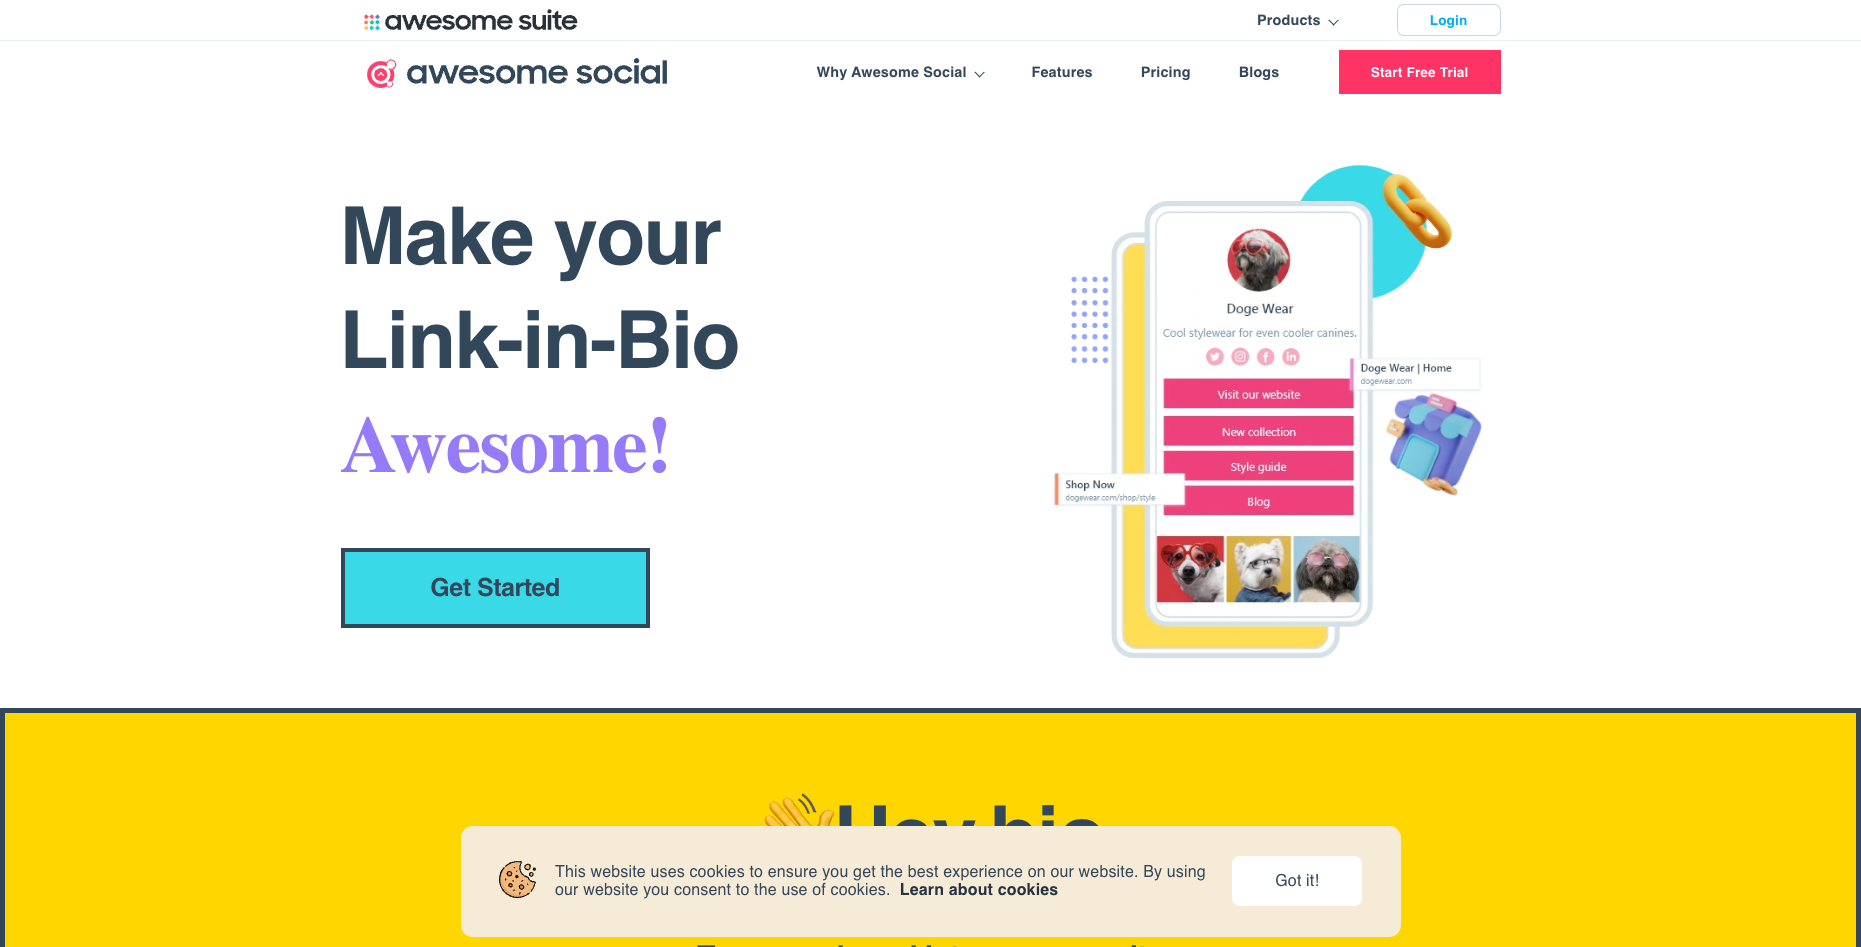 awesome suite
Products
Login
awesome social
Why Awesome Social
Features
Pricing
Blogs
Start Free Trial
Make your
Link-in-Bio
Awesome!
Get Started
Doge Wear
Cool stylewear for even cooler canines.
Visit our website
New collection
Style guide
Blog
Doge Wear | Home
dogewear.com
Shop Now
dogewear.com/shop/style
Hey bio
This website uses cookies to ensure you get the best experience on our website. By using
our website you consent to the use of cookies. Learn about cookies
Got it!